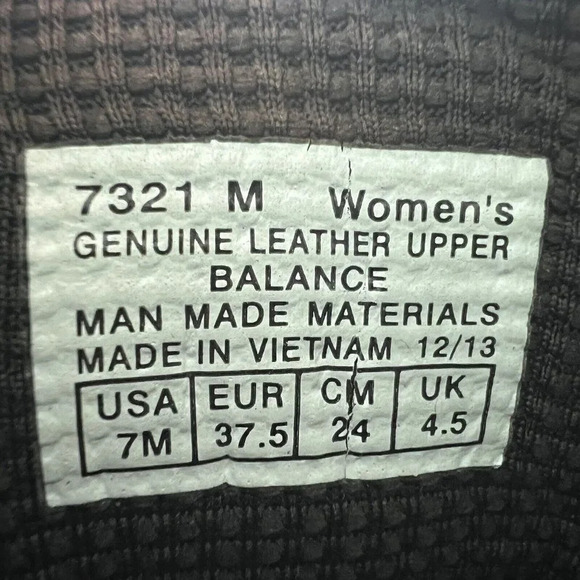 7321 M Women's
GENUINE LEATHER UPPER
BALANCE
MAN MADE MATERIALS
MADE IN VIETNAM 12/13
USA EUR CM UK
7M 37.5 24 4.5